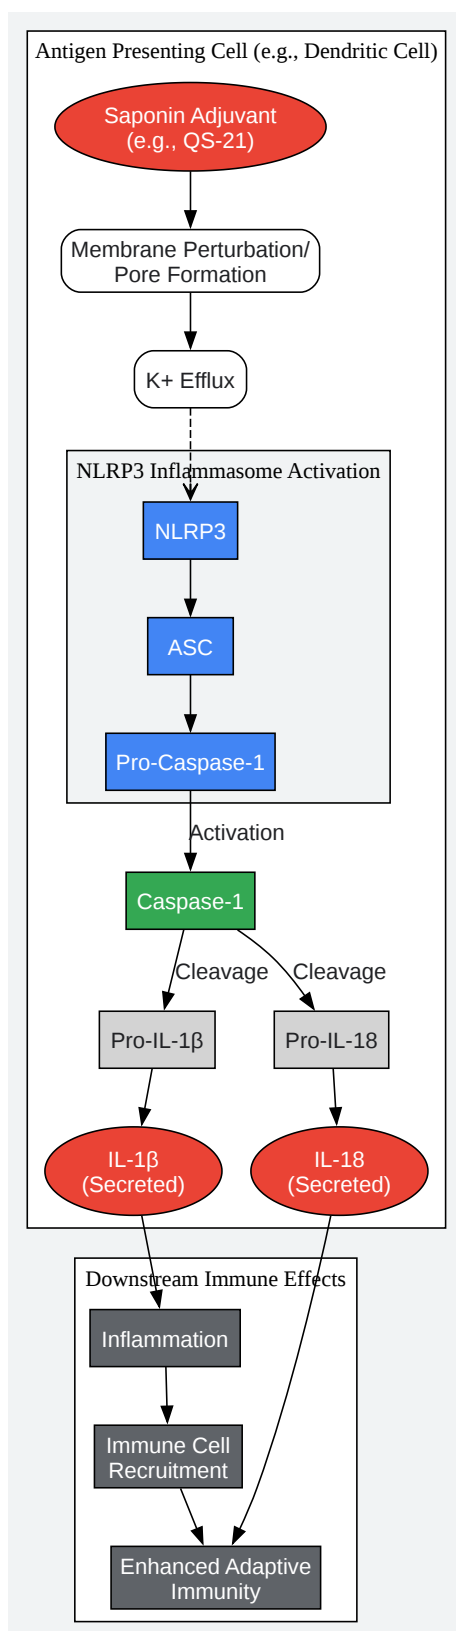 Antigen Presenting Cell (e.g., Dendritic Cell)
Saponin Adjuvant
(e.g., QS-21)
Membrane Perturbation/
Pore Formation
K+ Efflux
NLRP3 Inflammasome Activation
NLRP3
ASC
Pro-Caspase-1
Activation
Caspase-1
Cleavage
Cleavage
Pro-IL-1β
Pro-IL-18
IL-1β
(Secreted)
IL-18
(Secreted)
Downstream Immune Effects
Inflammation
Immune Cell
Recruitment
Enhanced Adaptive
Immunity